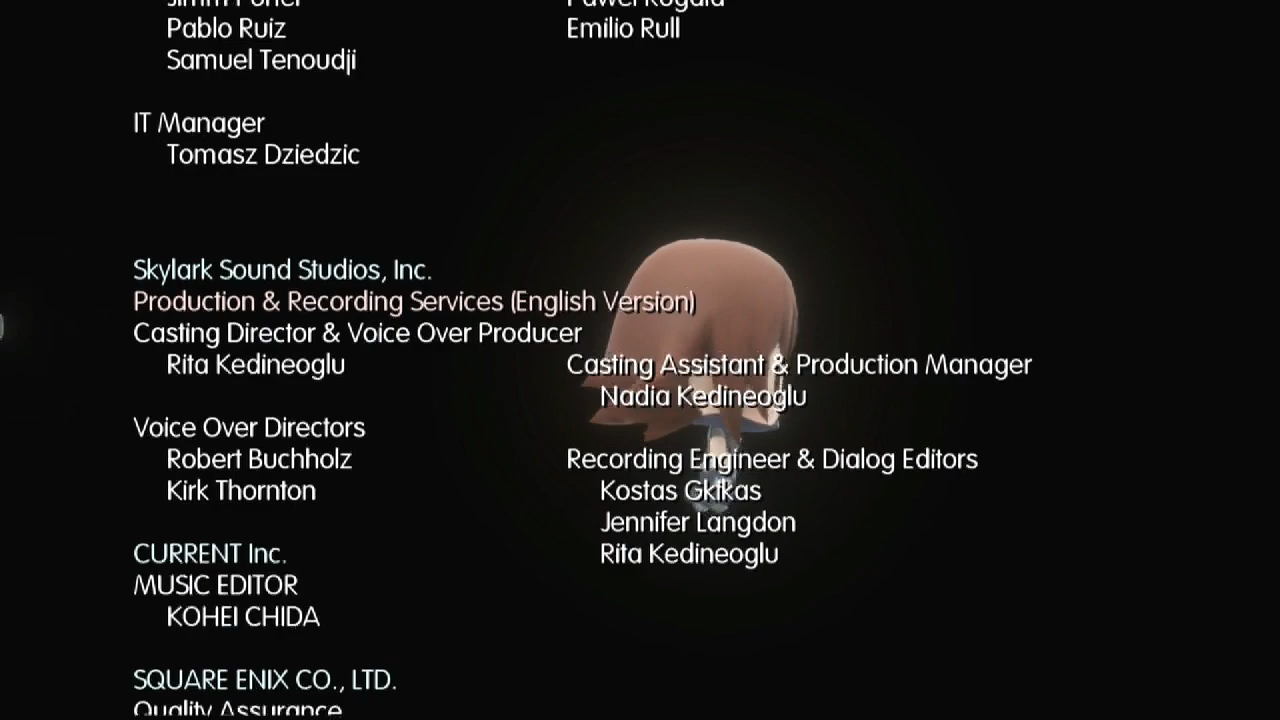 Pablo Ruiz
Emilio Rull
Samuel Tenoudji
IT Manager
Tomasz Dziedzic
Skylark Sound Studios, Inc.
Production & Recording Services (English Version)
Casting Director & Voice Over Producer
Rita Kedineoglu
Casting Assistant & Production Manager
Nadia Kedineoglu
Voice Over Directors
Robert Buchholz
Kirk Thornton
Recording Engineer & Dialog Editors
Kostas Gkikas
Jennifer Langdon
Rita Kedineoglu
CURRENT Inc.
MUSIC EDITOR
KOHEI CHIDA
SQUARE ENIX CO., LTD.
Quality Assurance